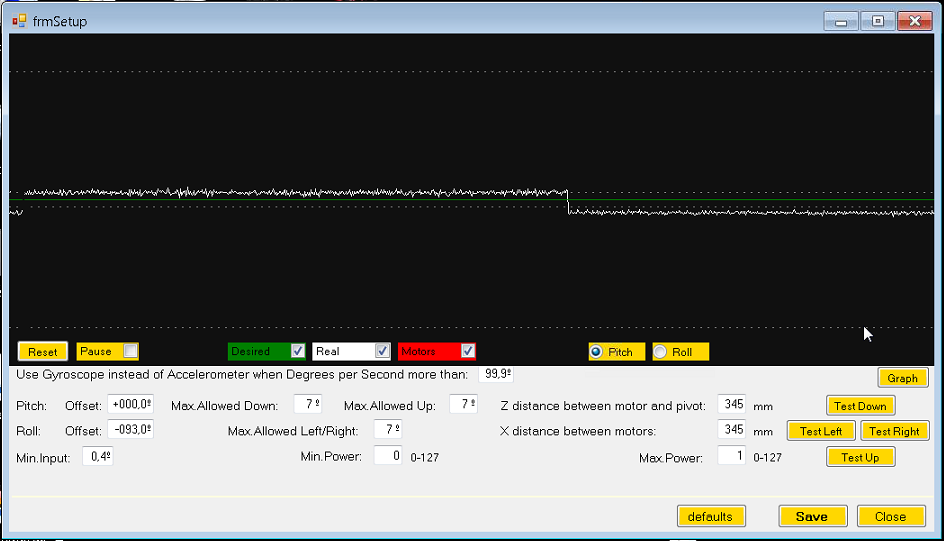 frmSetup
Reset Pause Desired Real Motors Pitch Roll
Use Gyroscope instead of Accelerometer when Degrees per Second more than: 99,9º Graph
Pitch: Offset: +000,0º Max.Allowed Down: 7 º Max.Allowed Up: 7 º Z distance between motor and pivot: 345 mm Test Down
Roll: Offset: -093,0º Max.Allowed Left/Right: 7 º X distance between motors: 345 mm Test Left Test Right
Min.Input: 0,4º Min.Power: 0 0-127 Max.Power: 1 0-127 Test Up
defaults Save Close